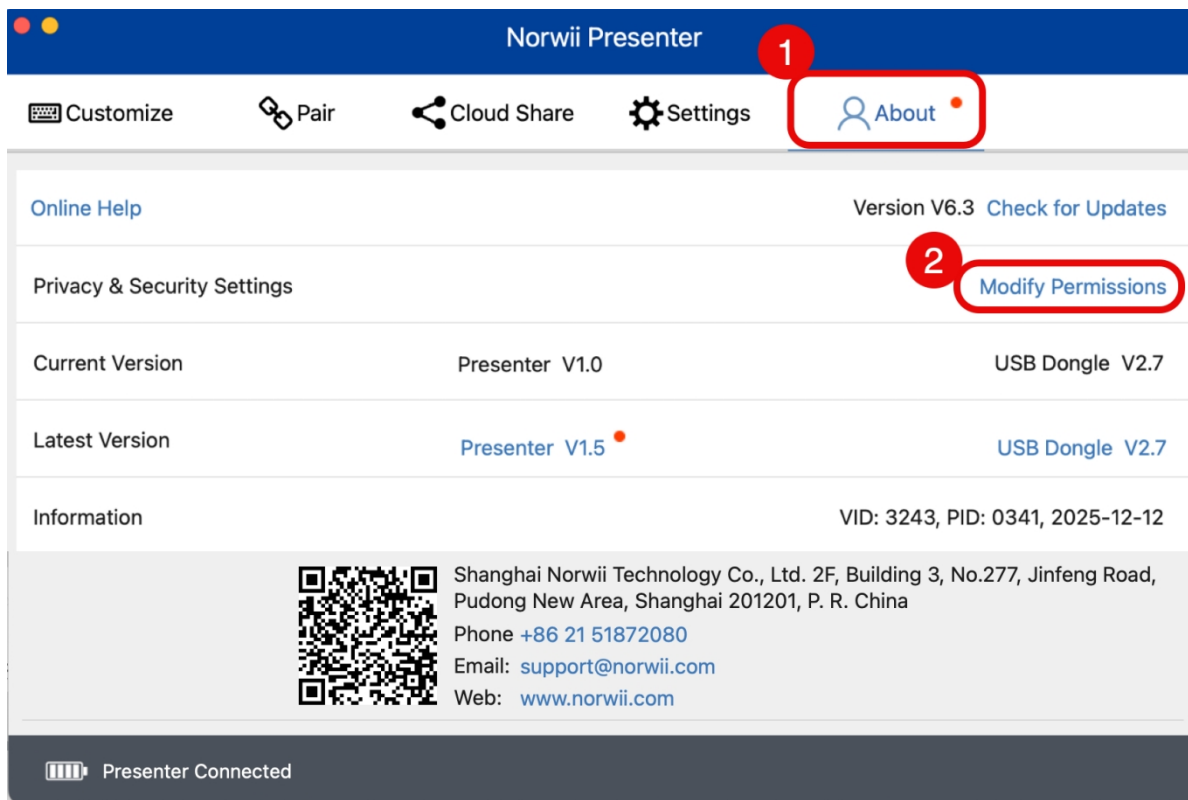 Norwii Presenter
1
Customize Pair Cloud Share Settings About
Online Help Version V6.3 Check for Updates
2
Privacy & Security Settings Modify Permissions
Current Version Presenter V1.0 USB Dongle V2.7
Latest Version Presenter V1.5 USB Dongle V2.7
Information VID: 3243, PID: 0341, 2025-12-12
Shanghai Norwii Technology Co., Ltd. 2F, Building 3, No.277, Jinfeng Road,
Pudong New Area, Shanghai 201201, P. R. China
Phone +86 21 51872080
Email: support@norwii.com
Web: www.norwii.com
Presenter Connected